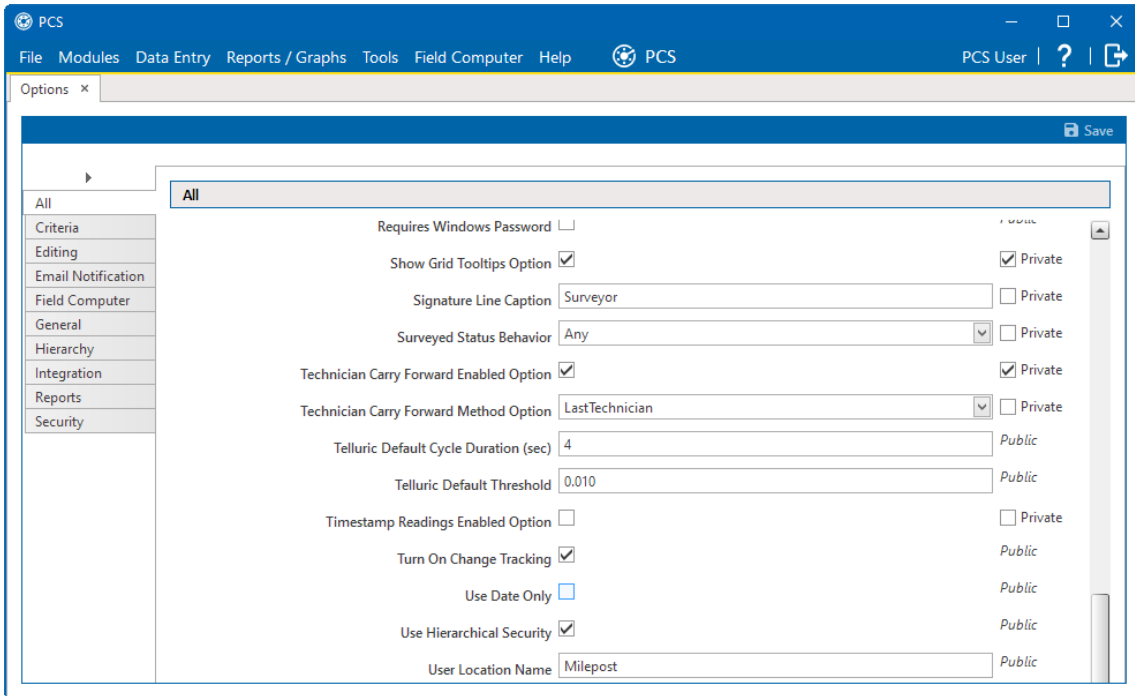 PCS
File Modules Data Entry Reports / Graphs Tools Field Computer Help PCS PCS User ?
Options ×
Save
All
Criteria
Editing
Email Notification
Field Computer
General
Hierarchy
Integration
Reports
Security
All
Requires Windows Password Public
Show Grid Tooltips Option Private
Signature Line Caption Surveyor Private
Surveyed Status Behavior Any Private
Technician Carry Forward Enabled Option Private
Technician Carry Forward Method Option LastTechnician Private
Telluric Default Cycle Duration (sec) 4 Public
Telluric Default Threshold 0.010 Public
Timestamp Readings Enabled Option Private
Turn On Change Tracking Public
Use Date Only Public
Use Hierarchical Security Public
User Location Name Milepost Public